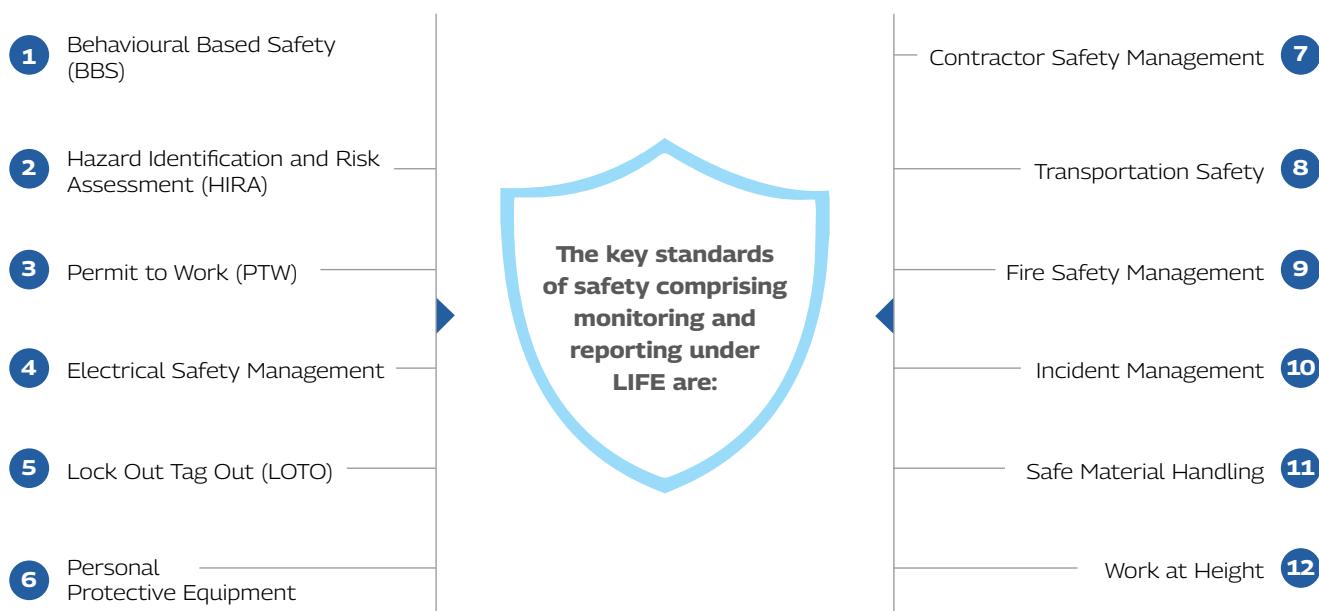 1
Behavioural Based Safety
(BBS)
2
Hazard Identification and Risk
Assessment (HIRA)
3
Permit to Work (PTW)
4
Electrical Safety Management
5
Lock Out Tag Out (LOTO)
6
Personal
Protective Equipment
The key standards
of safety comprising
monitoring and
reporting under
LIFE are:
Contractor Safety Management
7
Transportation Safety
8
Fire Safety Management
9
Incident Management
10
Safe Material Handling
11
Work at Height
12